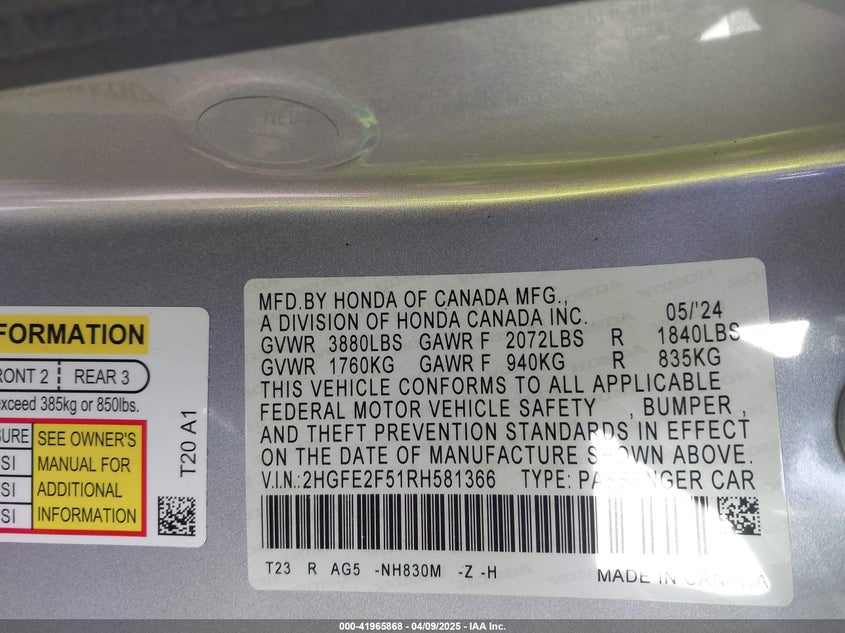 MFD.BY HONDA OF CANADA MFG.,
A DIVISION OF HONDA CANADA INC. 05/'24
GVWR 3880LBS GAWR F 2072LBS R 1840LBS
GVWR 1760KG GAWR F 940KG R 835KG
THIS VEHICLE CONFORMS TO ALL APPLICABLE
FEDERAL MOTOR VEHICLE SAFETY , BUMPER ,
AND THEFT PREVENTION STANDARDS IN EFFECT
ON THE DATE OF MANUFACTURE SHOWN ABOVE.
V.I.N.:2HGFE2F51RH581366 TYPE: PASSENGER CAR
T23 R AG5 -NH830M -Z -H
MADE IN CANADA
FORMATION
RONT 2 REAR 3
exceed 385kg or 850lbs.
URE SEE OWNER'S
SI MANUAL FOR
SI ADDITIONAL
SI INFORMATION
T20 A1
000-41965868 - 04/09/2025 - IAA Inc.